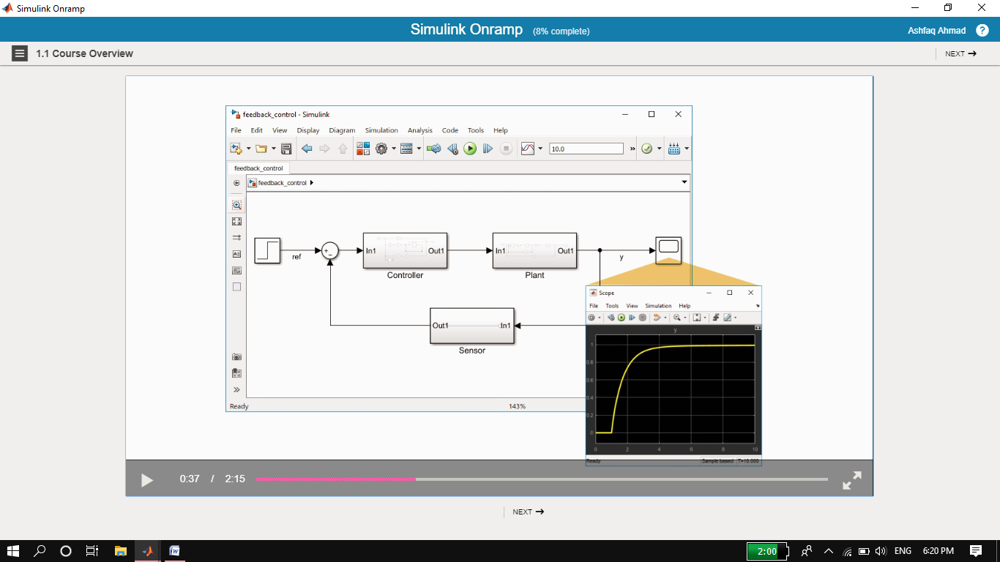 Simulink Onramp
Simulink Onramp (8% complete)
Ashfaq Ahmad ?
1.1 Course Overview
NEXT
feedback_control - Simulink
File Edit View Display Diagram Simulation Analysis Code Tools Help
10.0 »
feedback_control
feedback_control
ref
+
−
In1 Out1
Controller
In1 Out1
Plant
y
Out1 In1
Sensor
Ready 143%
Scope
File Tools View Simulation Help
y
1
0.8
0.6
0.4
0.2
0
0 2 4 6 8 10
Ready Sample based T=10.000
0:37 / 2:15
NEXT
2:00 ENG 6:20 PM